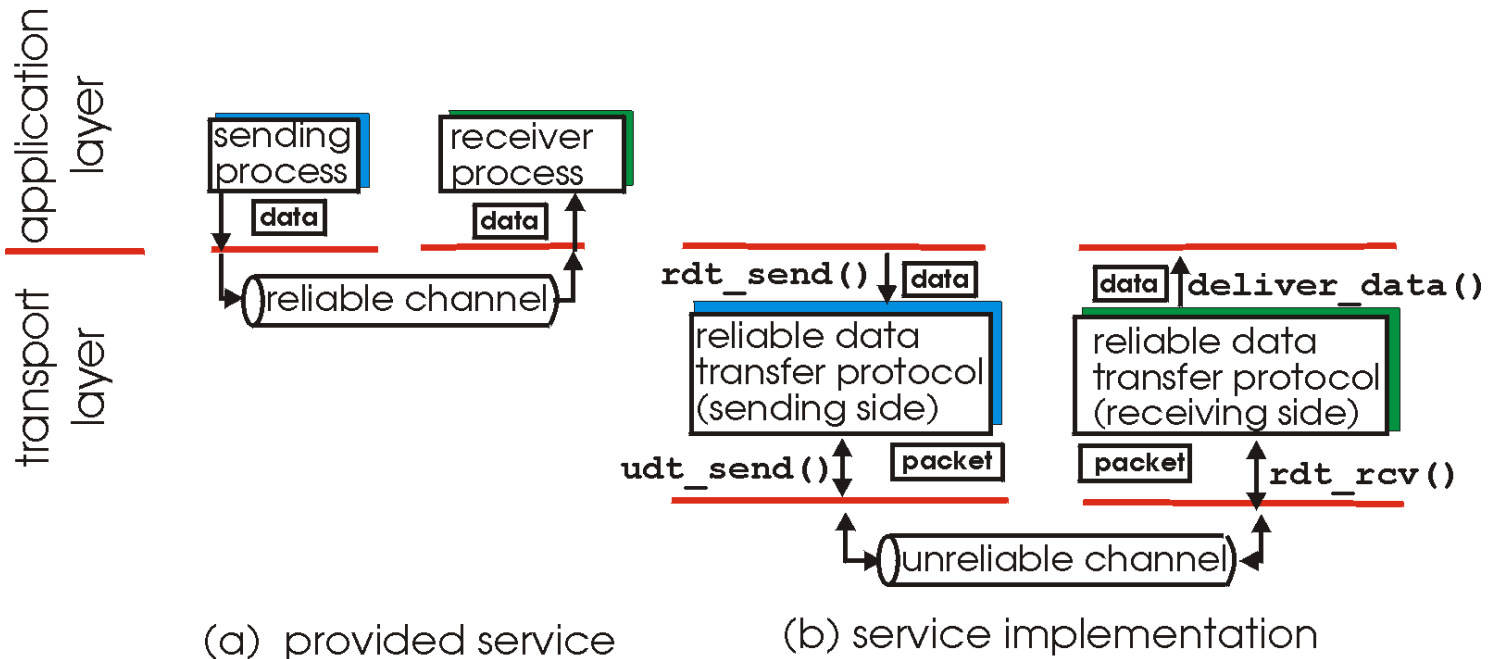 application
layer
transport
layer
sending
process
receiver
process
data
data
reliable channel
(a) provided service
rdt_send()
data
data
deliver_data()
reliable data
transfer protocol
(sending side)
reliable data
transfer protocol
(receiving side)
udt_send()
packet
packet
rdt_rcv()
unreliable channel
(b) service implementation